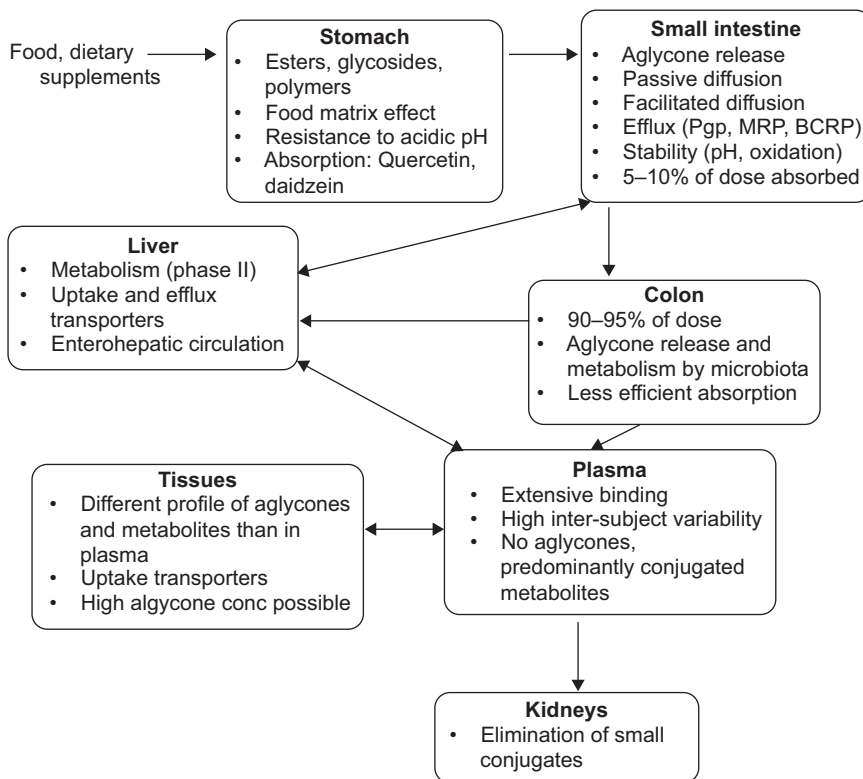 Food, dietary
supplements
Stomach
• Esters, glycosides,
polymers
• Food matrix effect
• Resistance to acidic pH
• Absorption: Quercetin,
daidzein
Small intestine
• Aglycone release
• Passive diffusion
• Facilitated diffusion
• Efflux (Pgp, MRP, BCRP)
• Stability (pH, oxidation)
• 5–10% of dose absorbed
Liver
• Metabolism (phase II)
• Uptake and efflux
transporters
• Enterohepatic circulation
Colon
• 90–95% of dose
• Aglycone release and
metabolism by microbiota
• Less efficient absorption
Tissues
• Different profile of aglycones
and metabolites than in
plasma
• Uptake transporters
• High algycone conc possible
Plasma
• Extensive binding
• High inter-subject variability
• No aglycones,
predominantly conjugated
metabolites
Kidneys
• Elimination of small
conjugates